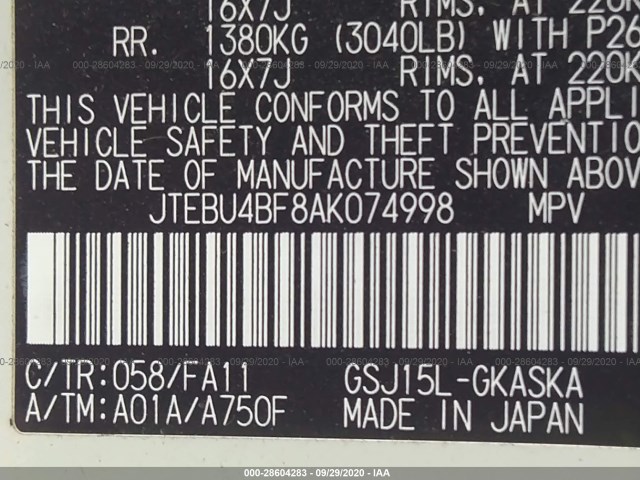 16X7J RIMS, AT 220K
RR. 1380KG (3040LB) WITH P26
16X7J RIMS, AT 220K
THIS VEHICLE CONFORMS TO ALL APPLI
VEHICLE SAFETY AND THEFT PREVENTIO
THE DATE OF MANUFACTURE SHOWN ABOV
JTEBU4BF8AK074998 MPV
C/TR:058/FA11 GSJ15L-GKASKA
A/TM:A01A/A750F MADE IN JAPAN
000-28604283 - 09/29/2020 - IAA